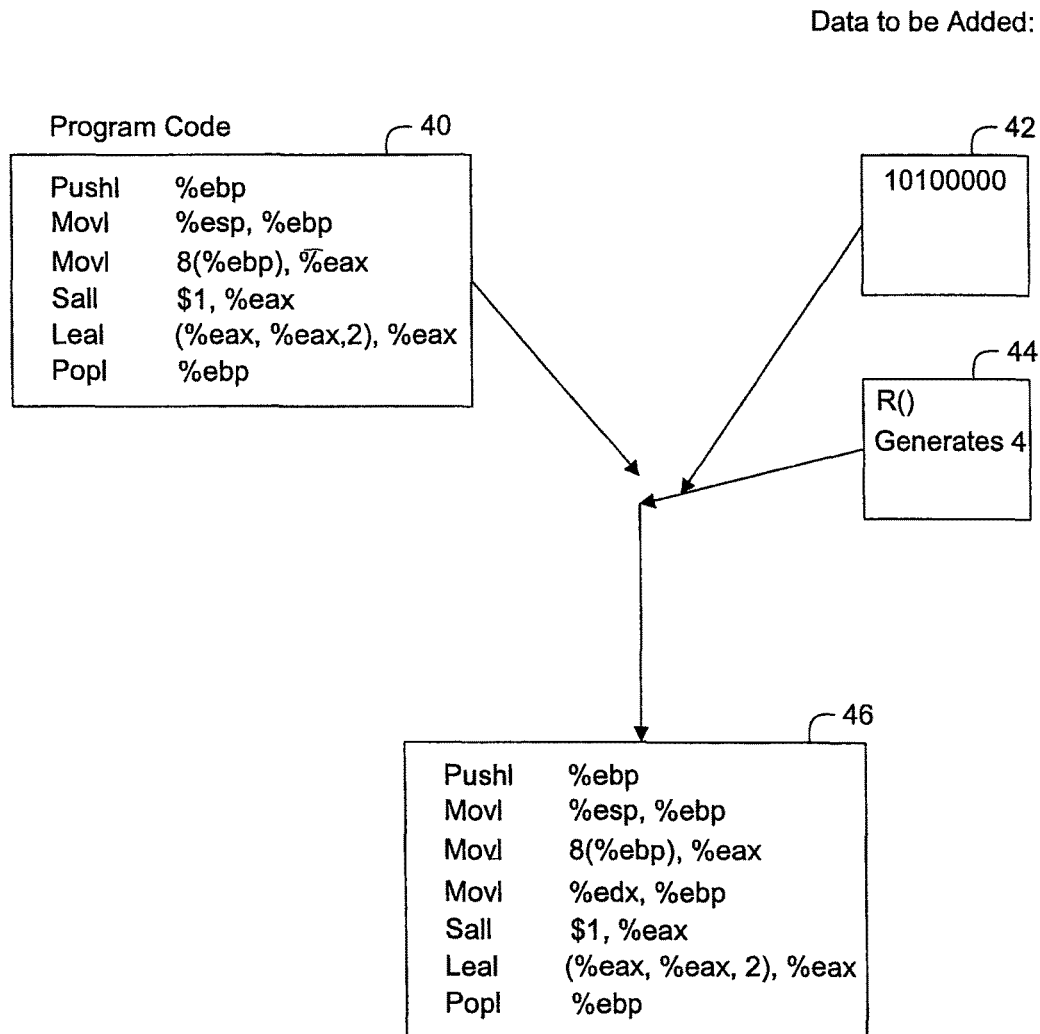 Data to be Added:
Program Code
40
Pushl %ebp
Movl %esp, %ebp
Movl 8(%ebp), %eax
Sall $1, %eax
Leal (%eax, %eax,2), %eax
Popl %ebp
42
10100000
44
R()
Generates 4
46
Pushl %ebp
Movl %esp, %ebp
Movl 8(%ebp), %eax
Movl %edx, %ebp
Sall $1, %eax
Leal (%eax, %eax, 2), %eax
Popl %ebp